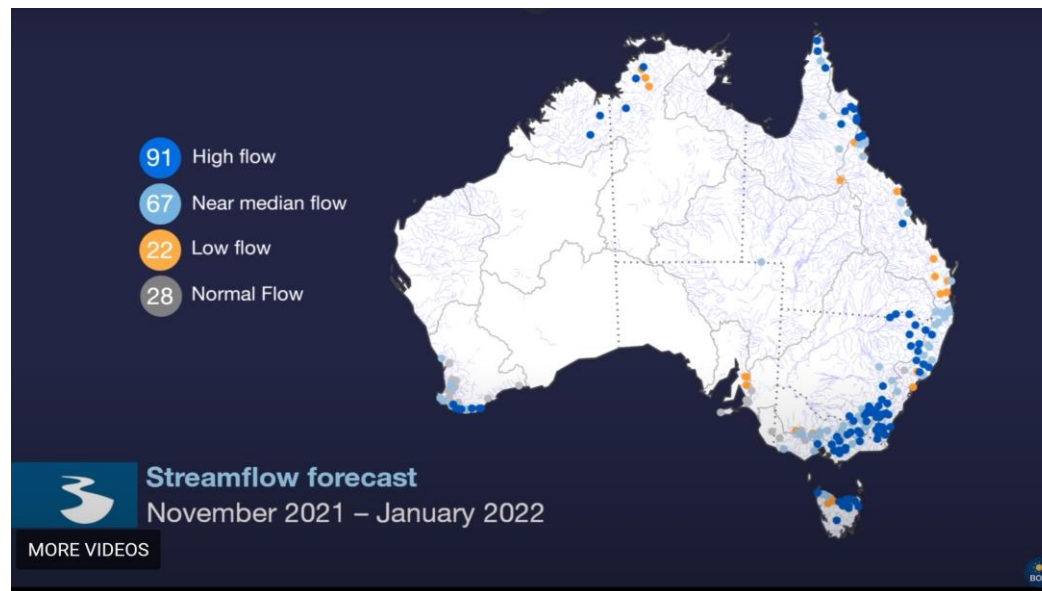 91 High flow
67 Near median flow
22 Low flow
28 Normal Flow
Streamflow forecast
November 2021 – January 2022
MORE VIDEOS